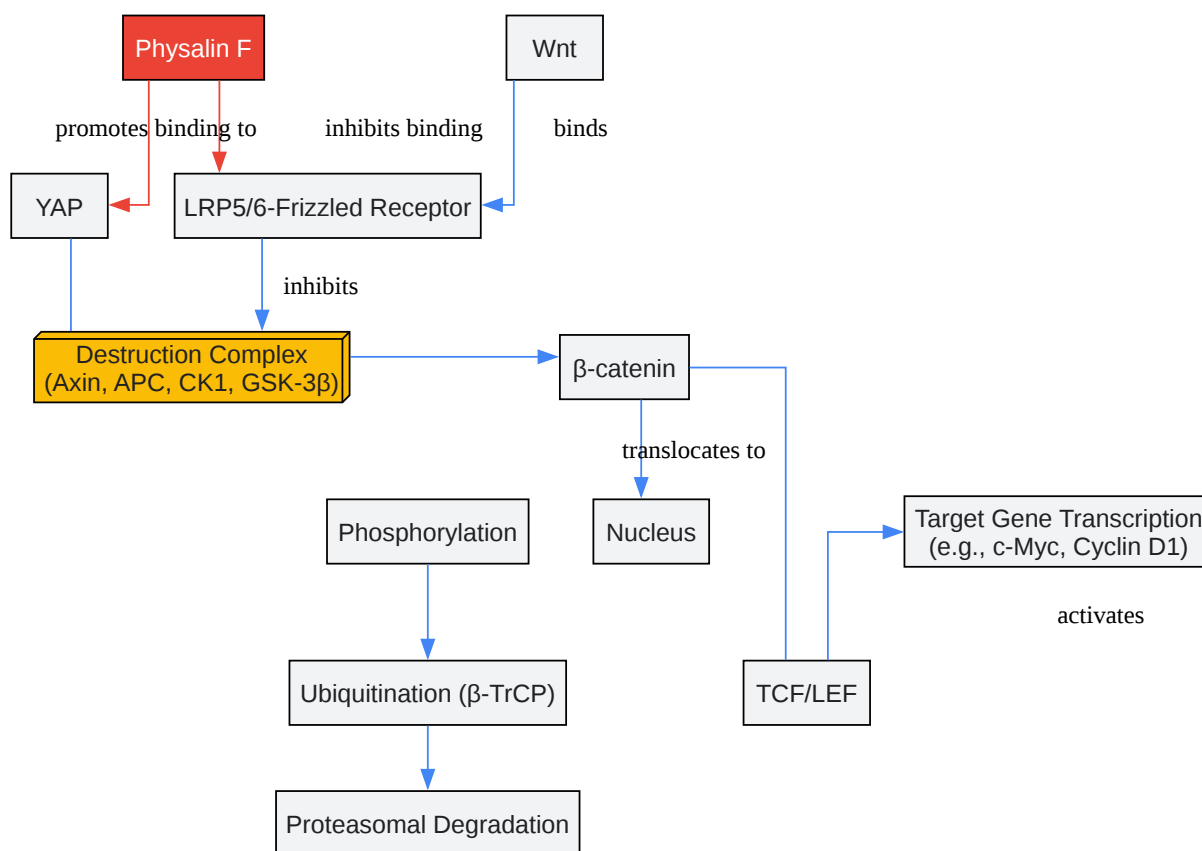 Physalin F
Wnt
promotes binding to
inhibits binding
binds
YAP
LRP5/6-Frizzled Receptor
inhibits
Destruction Complex
(Axin, APC, CK1, GSK-3β)
β-catenin
translocates to
Phosphorylation
Nucleus
Target Gene Transcription
(e.g., c-Myc, Cyclin D1)
activates
Ubiquitination (β-TrCP)
TCF/LEF
Proteasomal Degradation